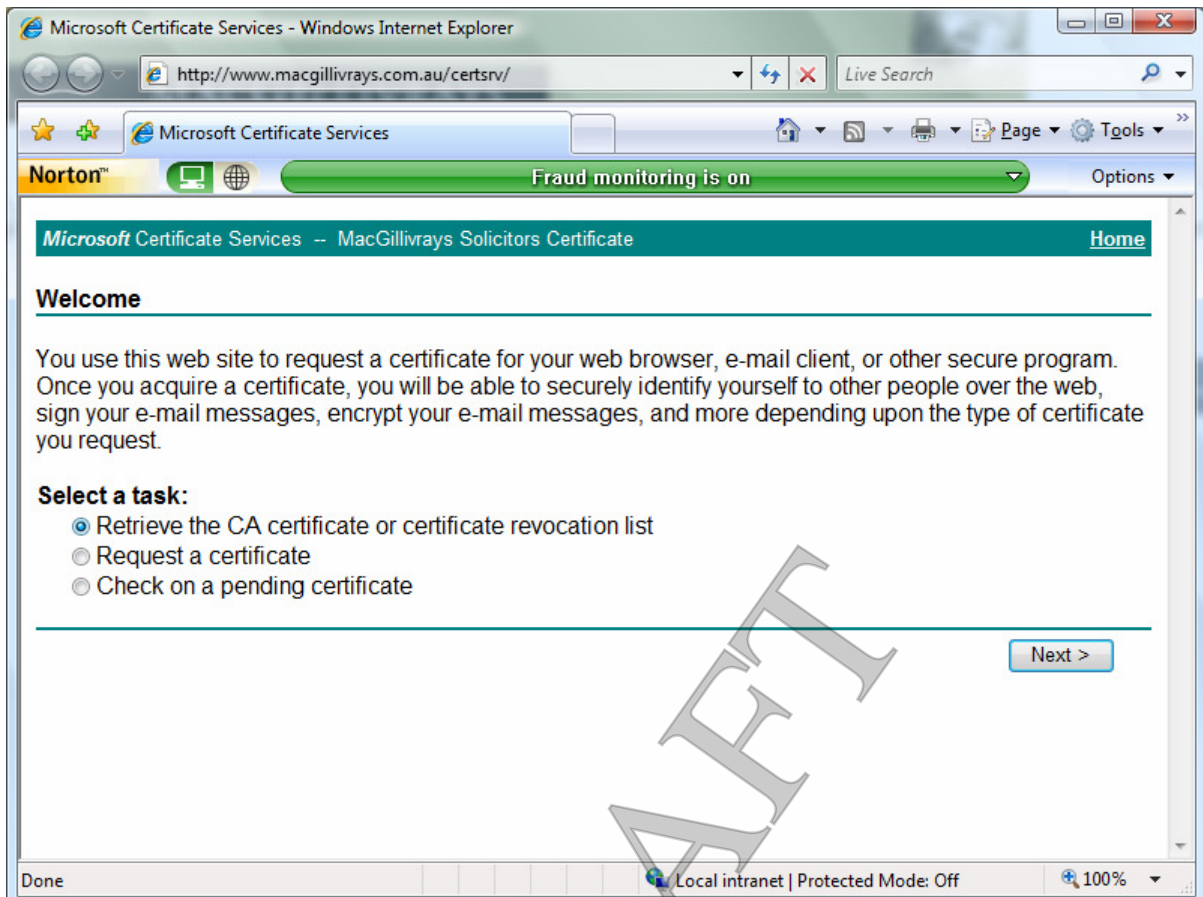 Microsoft Certificate Services - Windows Internet Explorer
http://www.macgillivrays.com.au/certsrv/
Live Search
Microsoft Certificate Services
Page
Tools
Norton™
Fraud monitoring is on
Options
Microsoft Certificate Services -- MacGillivrays Solicitors Certificate
Home
Welcome
You use this web site to request a certificate for your web browser, e-mail client, or other secure program.
Once you acquire a certificate, you will be able to securely identify yourself to other people over the web,
sign your e-mail messages, encrypt your e-mail messages, and more depending upon the type of certificate
you request.
Select a task:
Retrieve the CA certificate or certificate revocation list
Request a certificate
Check on a pending certificate
Next >
AFT
Done
Local intranet | Protected Mode: Off
100%